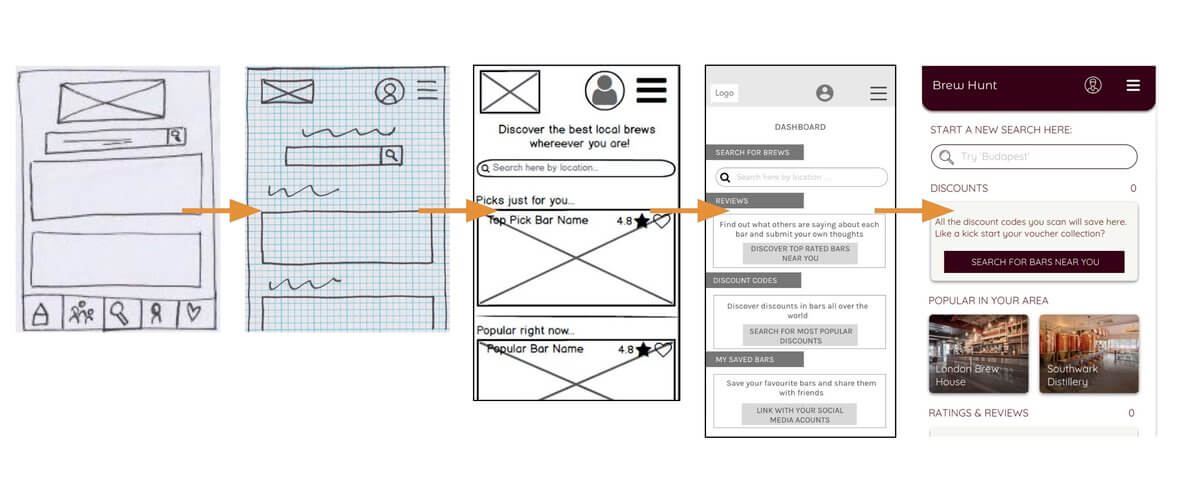 Discover the best local brews
whereever you are!
Search here by location...
Picks just for you...
Top Pick Bar Name 4.8
Popular right now...
Popular Bar Name 4.8
Logo
DASHBOARD
SEARCH FOR BREWS
Search here by location ...
REVIEWS
Find out what others are saying about each
bar and submit your own thoughts
DISCOVER TOP RATED BARS
NEAR YOU
DISCOUNT CODES
Discover discounts in bars all over the
world
SEARCH FOR MOST POPULAR
DISCOUNTS
MY SAVED BARS
Save your favourite bars and share them
with friends
LINK WITH YOUR SOCIAL
MEDIA ACOUNTS
Brew Hunt
START A NEW SEARCH HERE:
Try 'Budapest'
DISCOUNTS 0
All the discount codes you scan will save here.
Like a kick start your voucher collection?
SEARCH FOR BARS NEAR YOU
POPULAR IN YOUR AREA
London Brew
House
Southwark
Distillery
RATINGS & REVIEWS 0